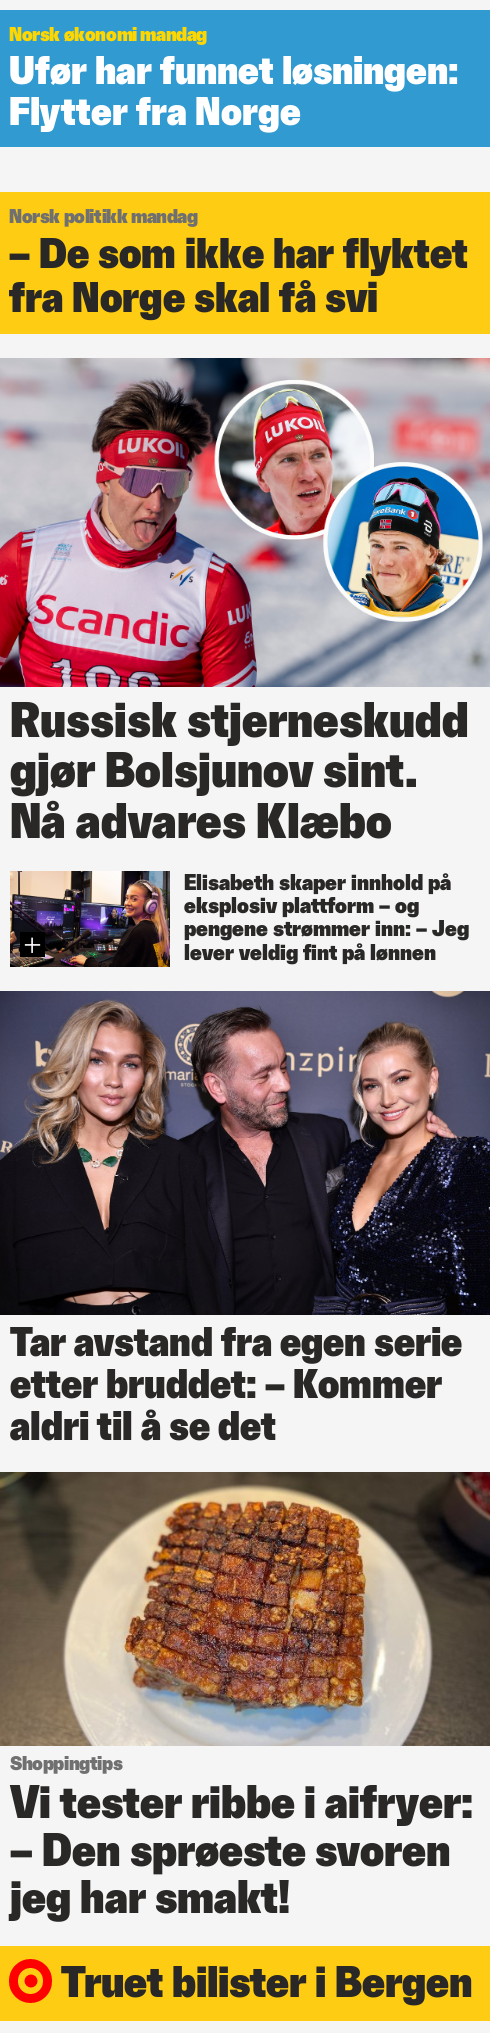 Norsk økonomi mandag
Ufør har funnet løsningen:
Flytter fra Norge
Norsk politikk mandag
– De som ikke har flyktet
fra Norge skal få svi
LUKOIL
LUKOIL
Scandic
LUK
Russisk stjerneskudd
gjør Bolsjunov sint.
Nå advares Klæbo
Elisabeth skaper innhold på
eksplosiv plattform – og
pengene strømmer inn: – Jeg
lever veldig fint på lønnen
Tar avstand fra egen serie
etter bruddet: – Kommer
aldri til å se det
Shoppingtips
Vi tester ribbe i aifryer:
– Den sprøeste svoren
jeg har smakt!
Truet bilister i Bergen